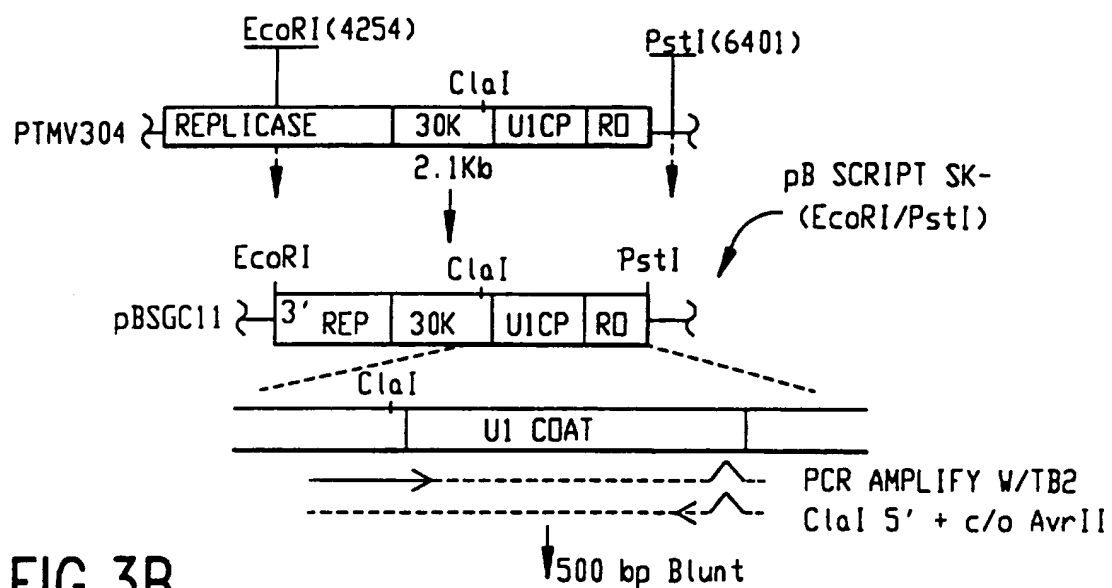 EcoRI(4254)
PstI(6401)
ClaI
PTMV304
REPLICASE
30K
U1CP
RO
2.1Kb
pB SCRIPT SK-
(EcoRI/PstI)
EcoRI
ClaI
PstI
pBSGC11
3' REP
30K
U1CP
RO
ClaI
U1 COAT
PCR AMPLIFY W/TB2
ClaI 5' + c/o AvrII
500 bp Blunt
FIG 3B